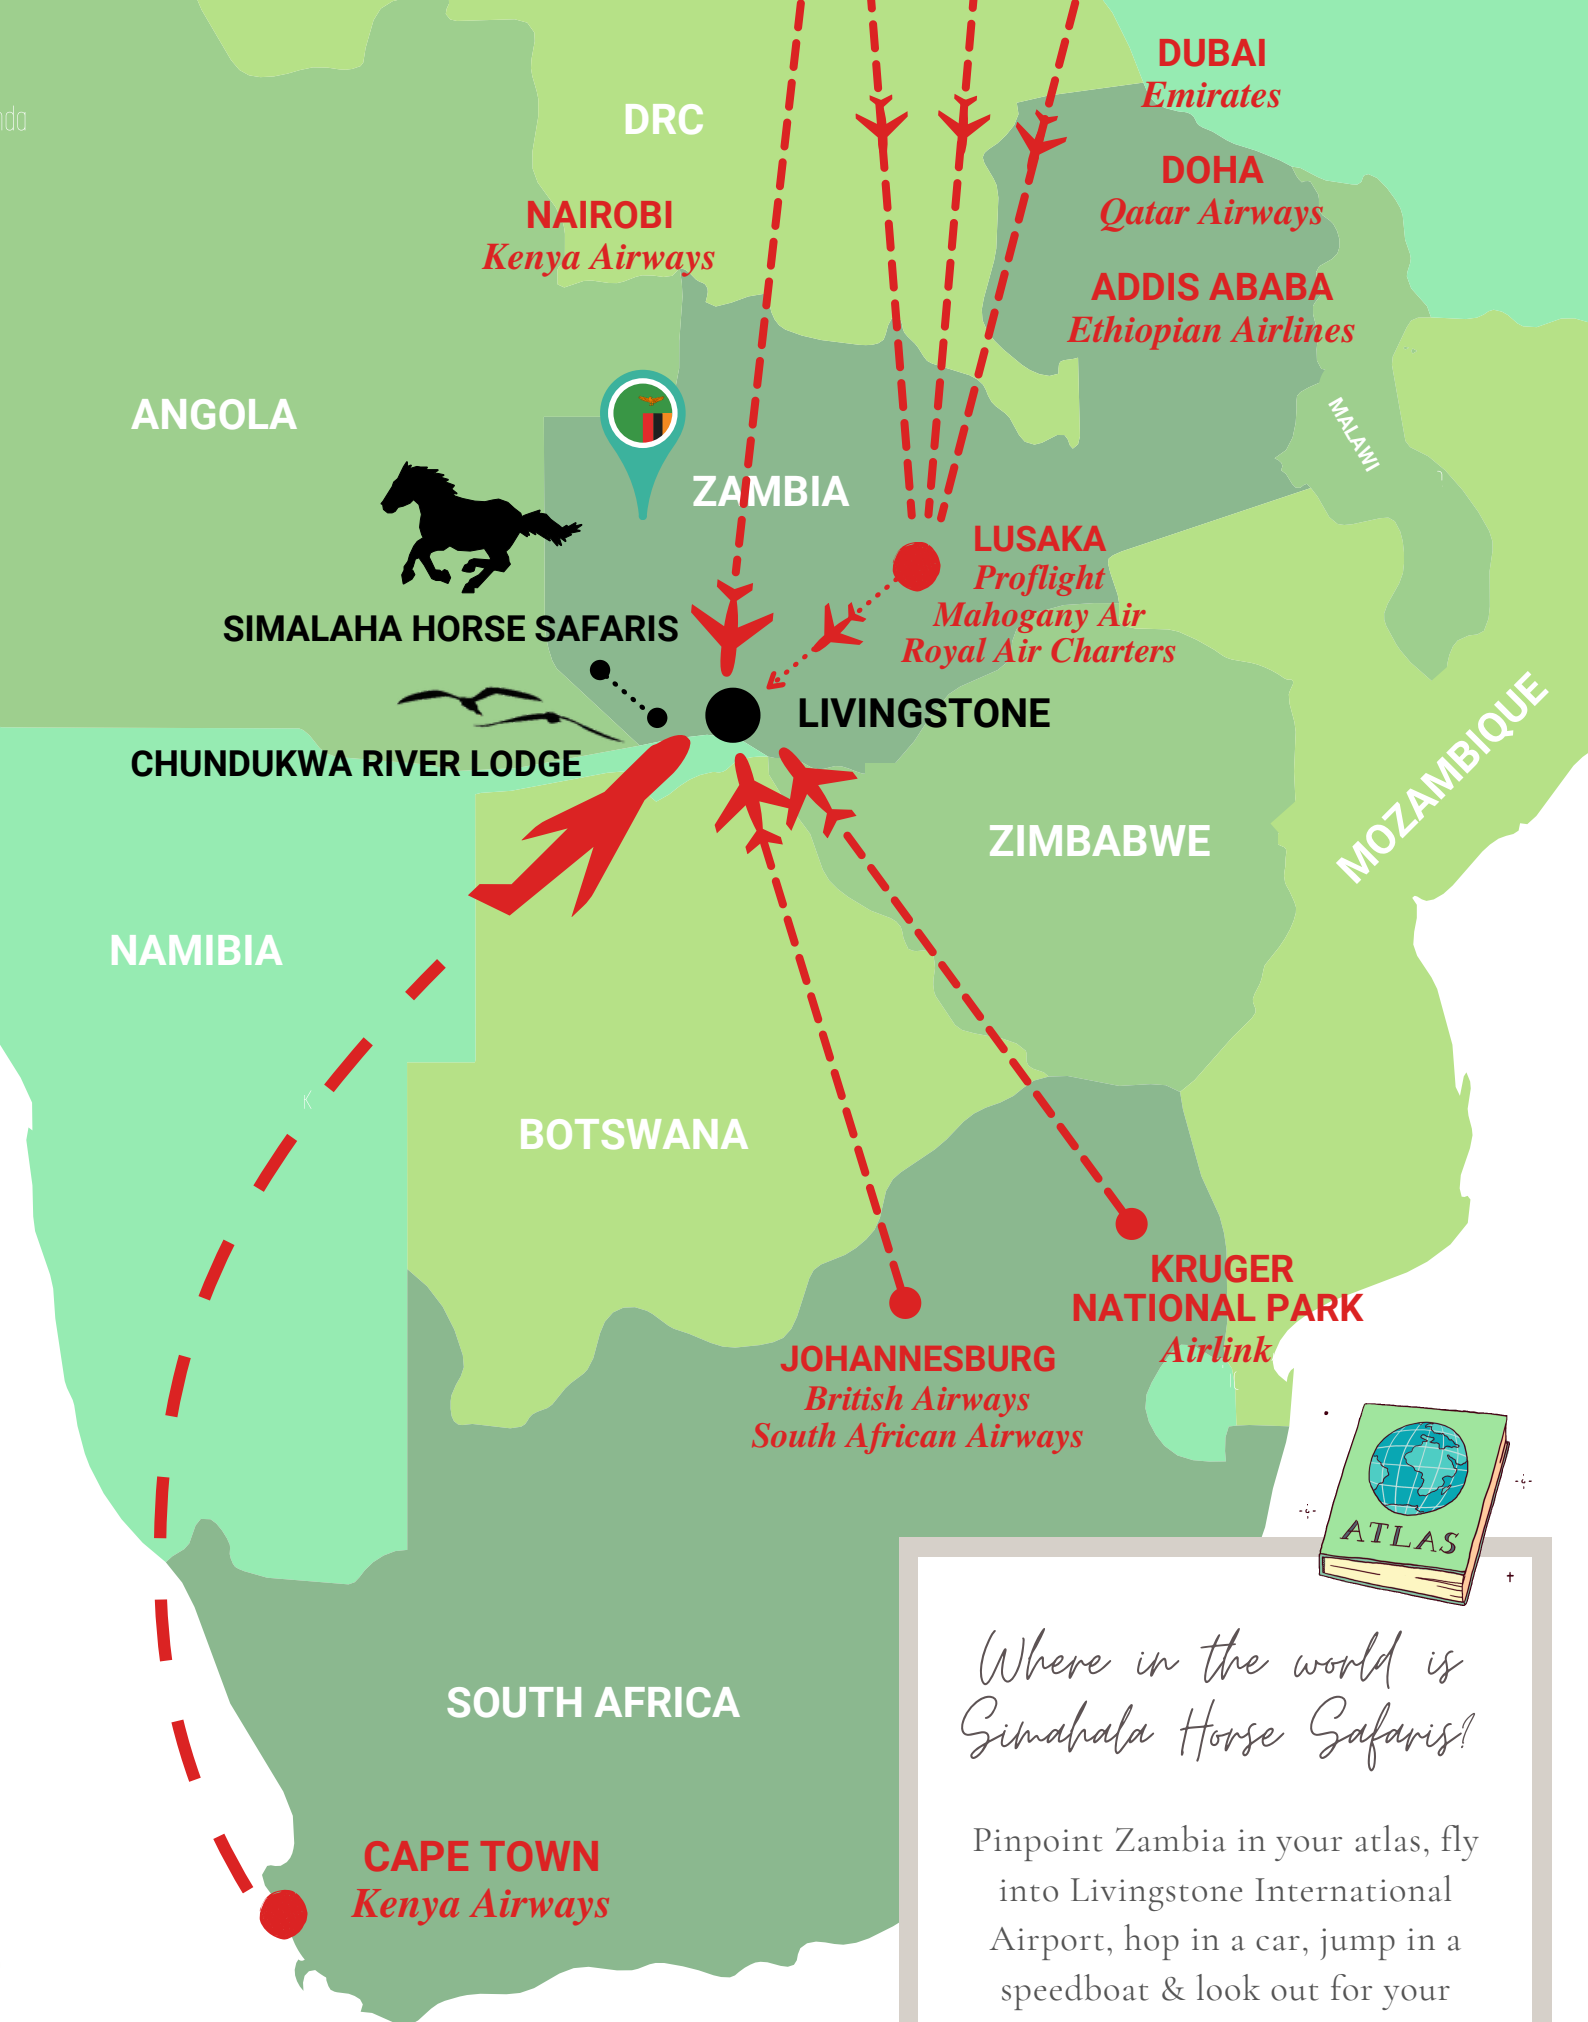 DUBAI
Emirates
DRC
DOHA
Qatar Airways
NAIROBI
Kenya Airways
ADDIS ABABA
Ethiopian Airlines
ANGOLA
MALAWI
ZAMBIA
LUSAKA
Proflight
Mahogany Air
Royal Air Charters
SIMALAHA HORSE SAFARIS
LIVINGSTONE
CHUNDUKWA RIVER LODGE
MOZAMBIQUE
ZIMBABWE
NAMIBIA
K
BOTSWANA
KRUGER
NATIONAL PARK
Airlink
JOHANNESBURG
British Airways
South African Airways
ATLAS
Where in the world is
Simahala Horse Safaris?
SOUTH AFRICA
Pinpoint Zambia in your atlas, fly
into Livingstone International
Airport, hop in a car, jump in a
speedboat & look out for your
CAPE TOWN
Kenya Airways